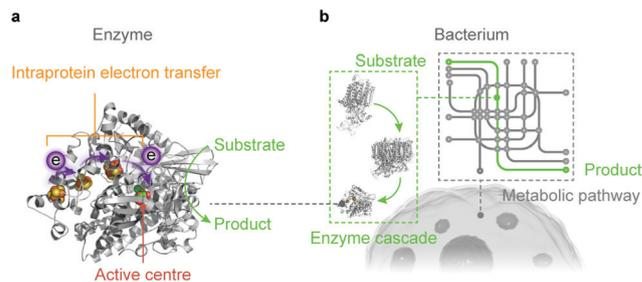 a
Enzyme
Intraprotein electron transfer
e
e
Substrate
Product
Active centre
b
Bacterium
Substrate
Product
Metabolic pathway
Enzyme cascade